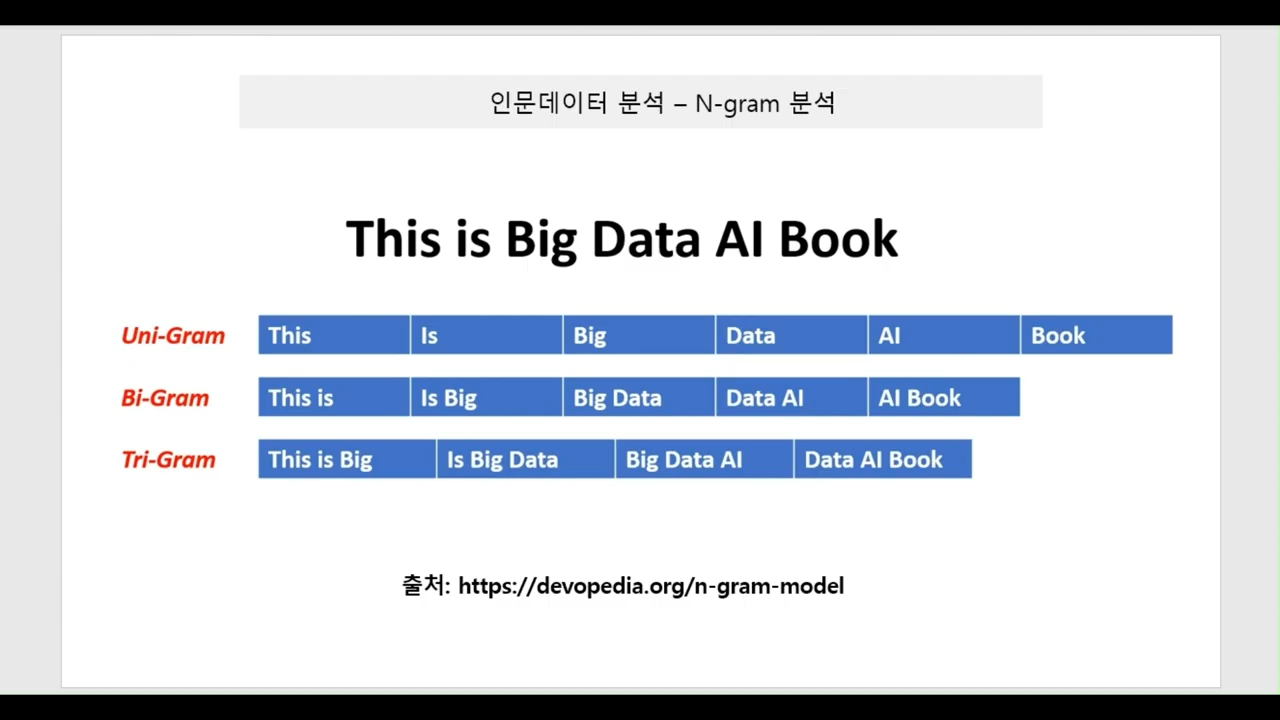 인문데이터 분석 – N-gram 분석
This is Big Data AI Book
Uni-Gram This Is Big Data AI Book
Bi-Gram This is Is Big Big Data Data AI AI Book
Tri-Gram This is Big Is Big Data Big Data AI Data AI Book
출처: https://devopedia.org/n-gram-model